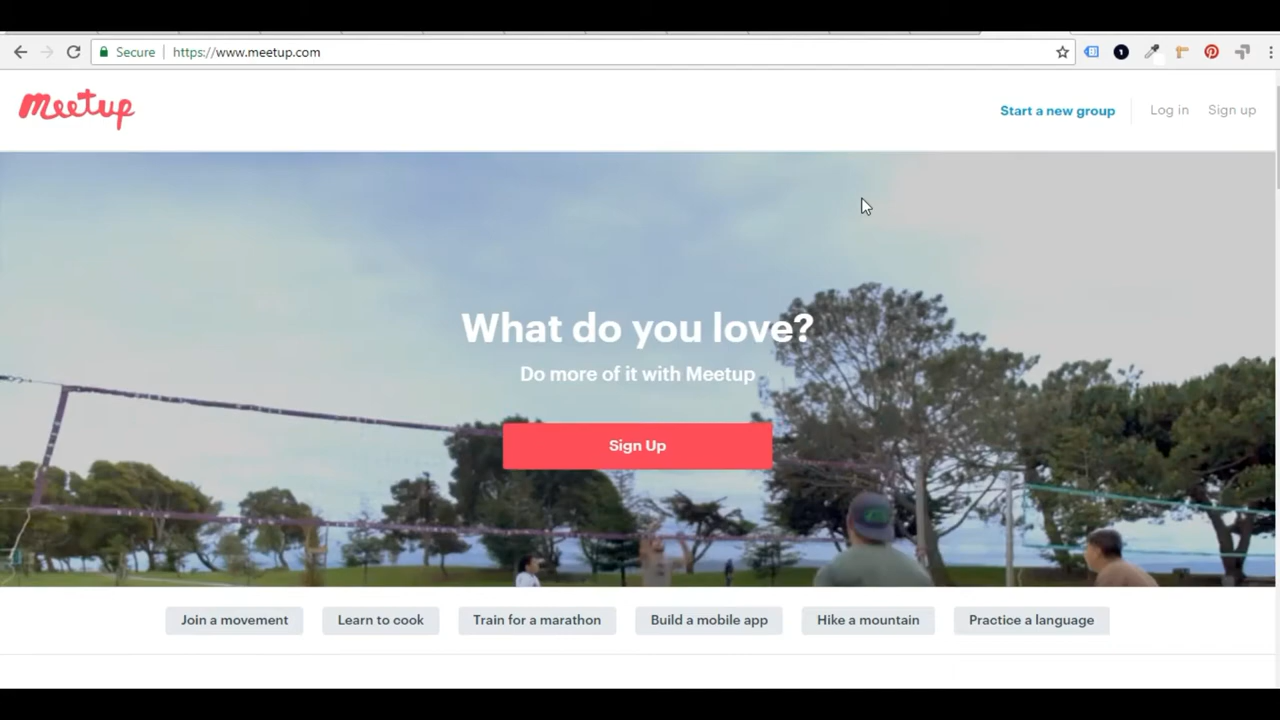 Secure https://www.meetup.com
1
meetup
Start a new group
Log in
Sign up
What do you love?
Do more of it with Meetup
Sign Up
Join a movement
Learn to cook
Train for a marathon
Build a mobile app
Hike a mountain
Practice a language